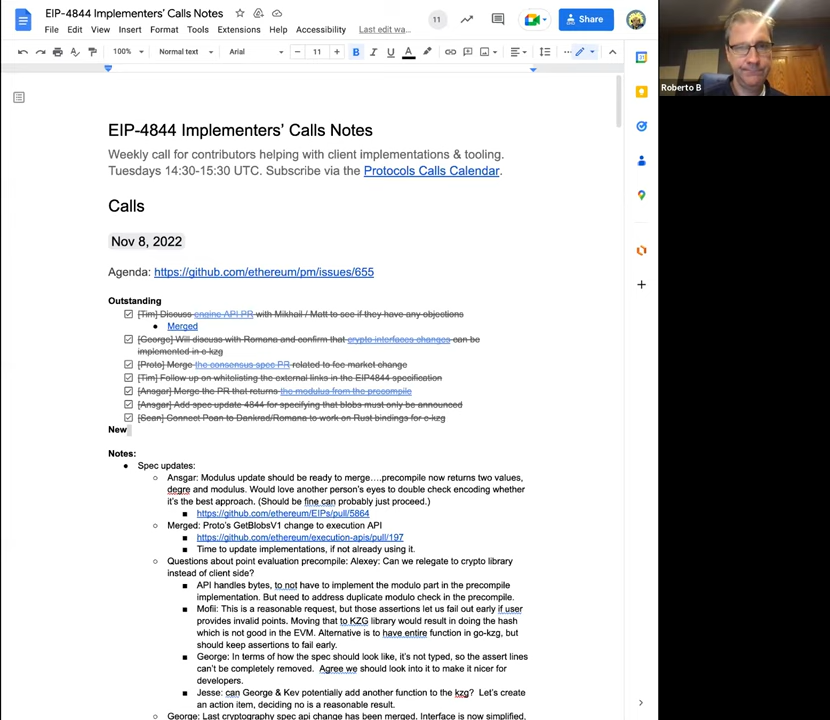 EIP-4844 Implementers' Calls Notes
11
Share
File Edit View Insert Format Tools Extensions Help Accessibility Last edit wa...
100% Normal text Arial 11 B I U A
Roberto B
EIP-4844 Implementers' Calls Notes
Weekly call for contributors helping with client implementations & tooling.
Tuesdays 14:30-15:30 UTC. Subscribe via the Protocols Calls Calendar.
Calls
Nov 8, 2022
Agenda: https://github.com/ethereum/pm/issues/655
Outstanding
[Tim] Discuss engine API PR with Mikhail / Matt to see if they have any objections
Merged
[George] Will discuss with Romana and confirm that crypto interfaces changes can be
implemented in c-kzg
[Proto] Merge the consensus spec PR related to fee market change
[Tim] Follow up on whitelisting the external links in the EIP4844 specification
[Ansgar] Merge the PR that returns the modulus from the precompile
[Ansgar] Add spec update 4844 for specifying that blobs must only be announced
[Sean] Connect Poan to Dankrad/Romana to work on Rust bindings for c-kzg
New
Notes:
Spec updates:
Ansgar: Modulus update should be ready to merge….precompile now returns two values,
degre and modulus. Would love another person's eyes to double check encoding whether
it's the best approach. (Should be fine can probably just proceed.)
https://github.com/ethereum/EIPs/pull/5864
Merged: Proto's GetBlobsV1 change to execution API
https://github.com/ethereum/execution-apis/pull/197
Time to update implementations, if not already using it.
Questions about point evaluation precompile: Alexey: Can we relegate to crypto library
instead of client side?
API handles bytes, to not have to implement the modulo part in the precompile
implementation. But need to address duplicate modulo check in the precompile.
Mofii: This is a reasonable request, but those assertions let us fail out early if user
provides invalid points. Moving that to KZG library would result in doing the hash
which is not good in the EVM. Alternative is to have entire function in go-kzg, but
should keep assertions to fail early.
George: In terms of how the spec should look like, it's not typed, so the assert lines
can't be completely removed. Agree we should look into it to make it nicer for
developers.
Jesse: can George & Kev potentially add another function to the kzg? Let's create
an action item, deciding no is a reasonable result.
George: Last cryptography spec api change has been merged. Interface is now simplified,